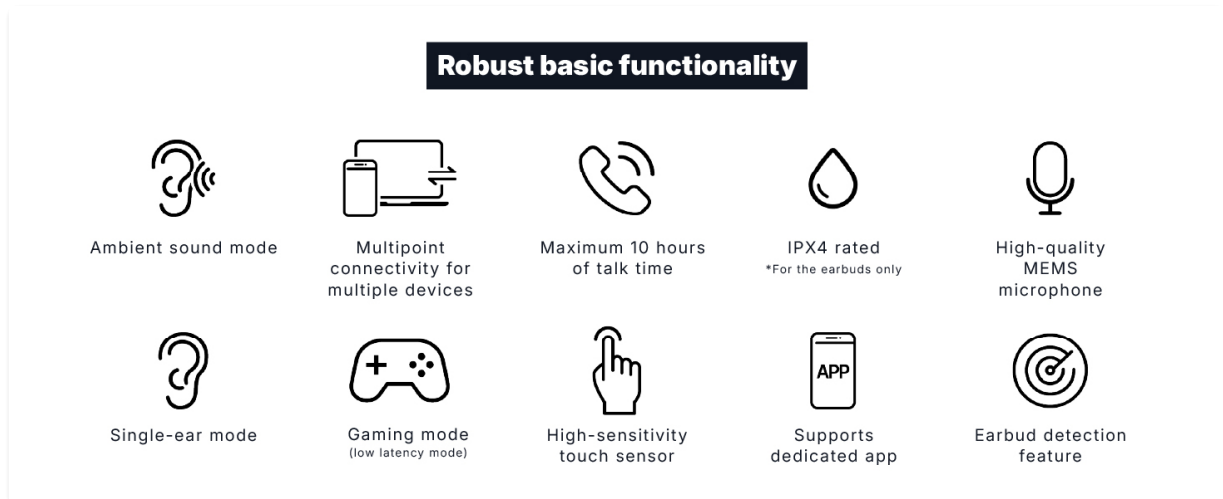 Robust basic functionality
Ambient sound mode
Multipoint
connectivity for
multiple devices
Maximum 10 hours
of talk time
IPX4 rated
*For the earbuds only
High-quality
MEMS
microphone
Single-ear mode
Gaming mode
(low latency mode)
High-sensitivity
touch sensor
APP
Supports
dedicated app
Earbud detection
feature